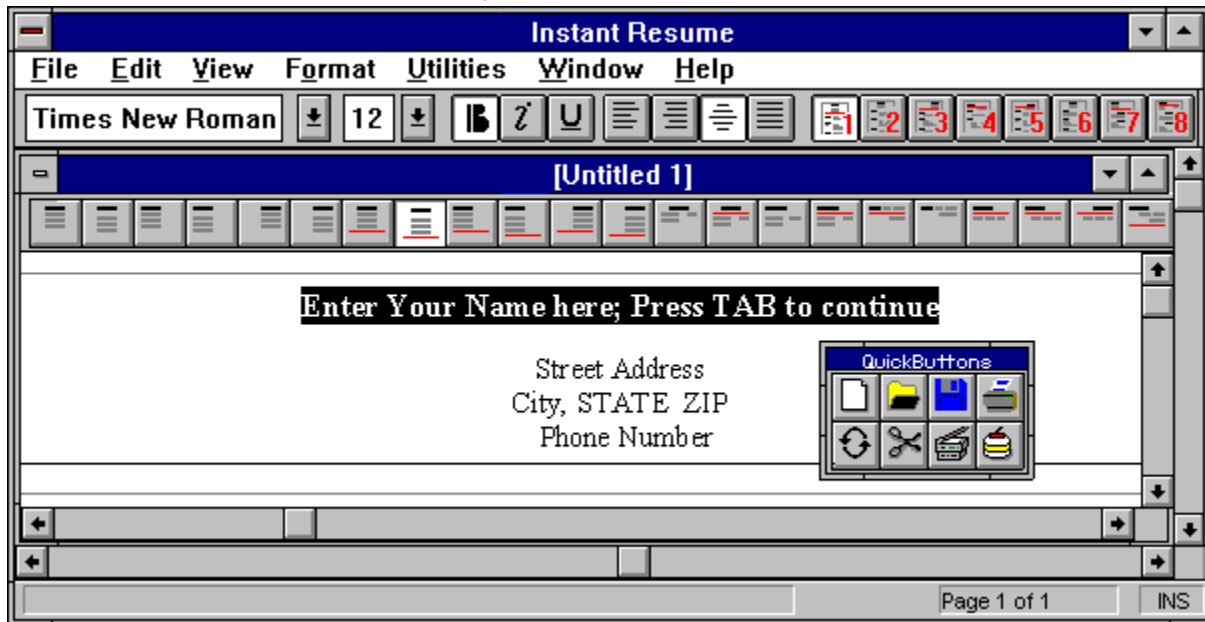 Instant Resume
File Edit View Format Utilities Window Help
Times New Roman 12 B i U 1 2 3 4 5 6 7 8
[Untitled 1]
Enter Your Name here; Press TAB to continue
Street Address
City, STATE ZIP
Phone Number
QuickButtons
Page 1 of 1 INS